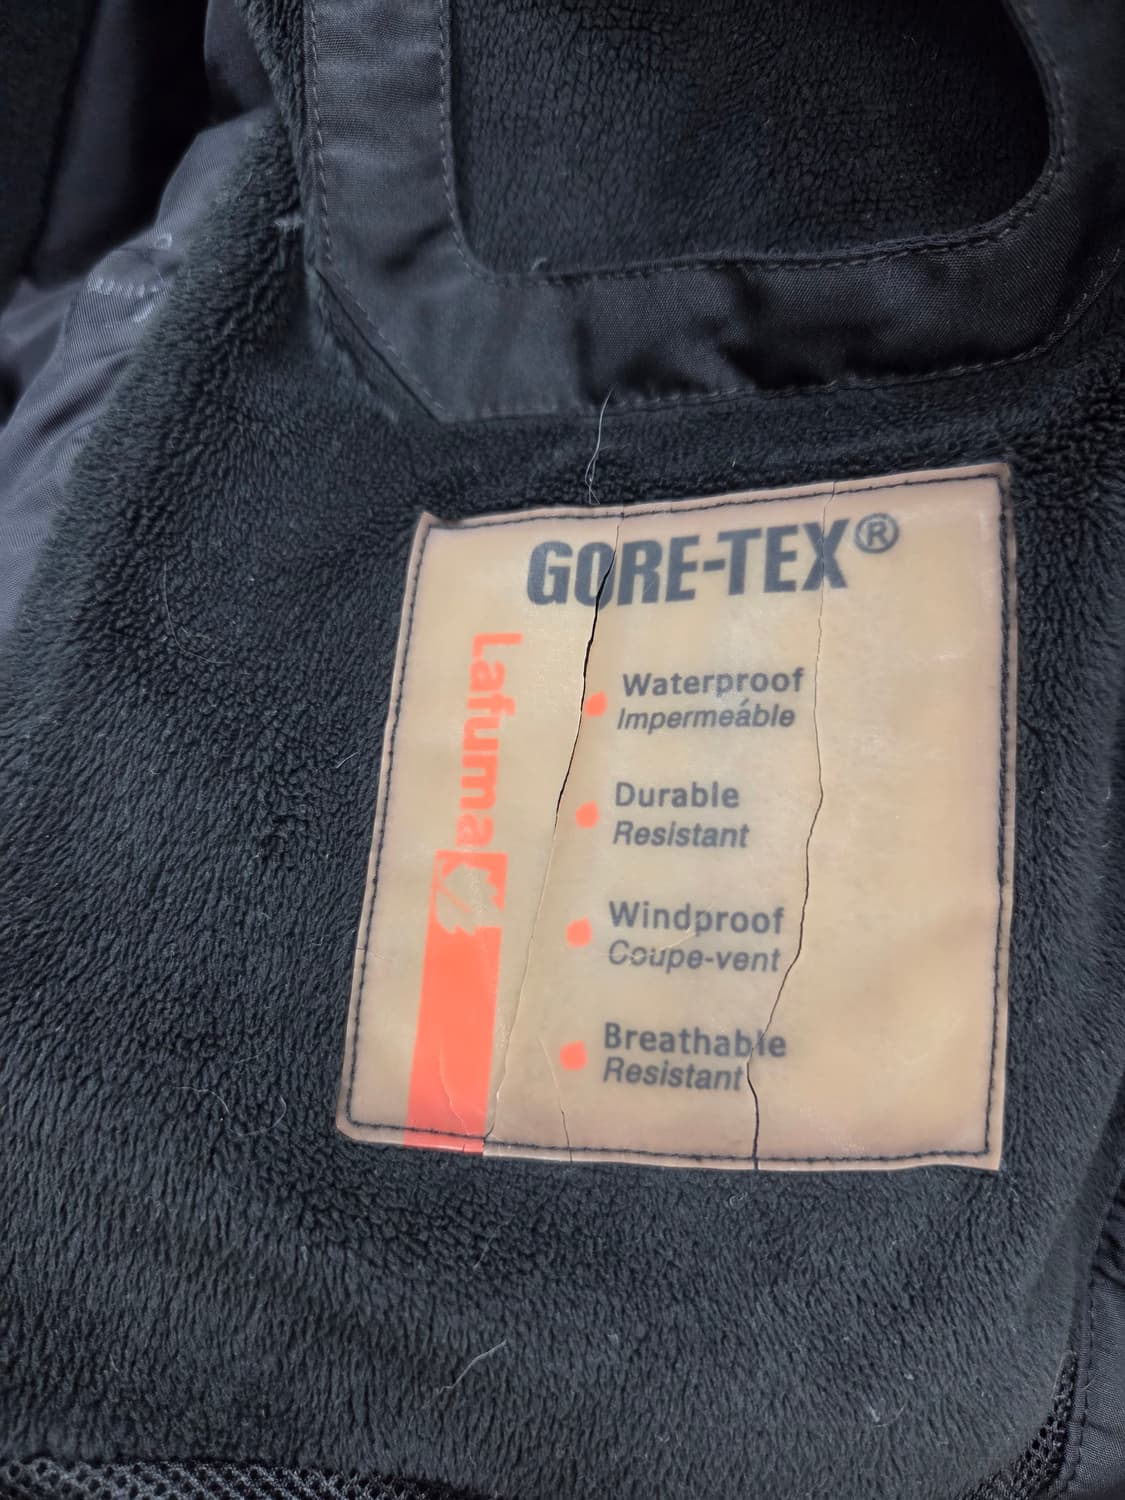 GORE-TEX®
Lafuma
Waterproof
Impermeáble
Durable
Resistant
Windproof
Coupe-vent
Breathable
Resistant